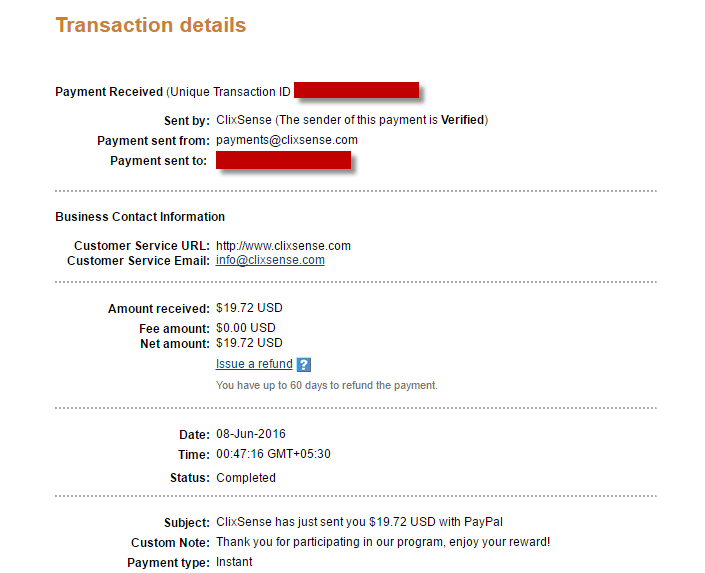 Transaction details
Payment Received (Unique Transaction ID
Sent by: ClixSense (The sender of this payment is Verified)
Payment sent from: payments@clixsense.com
Payment sent to:
Business Contact Information
Customer Service URL: http://www.clixsense.com
Customer Service Email: info@clixsense.com
Amount received: $19.72 USD
Fee amount: $0.00 USD
Net amount: $19.72 USD
Issue a refund ?
You have up to 60 days to refund the payment.
Date: 08-Jun-2016
Time: 00:47:16 GMT+05:30
Status: Completed
Subject: ClixSense has just sent you $19.72 USD with PayPal
Custom Note: Thank you for participating in our program, enjoy your reward!
Payment type: Instant